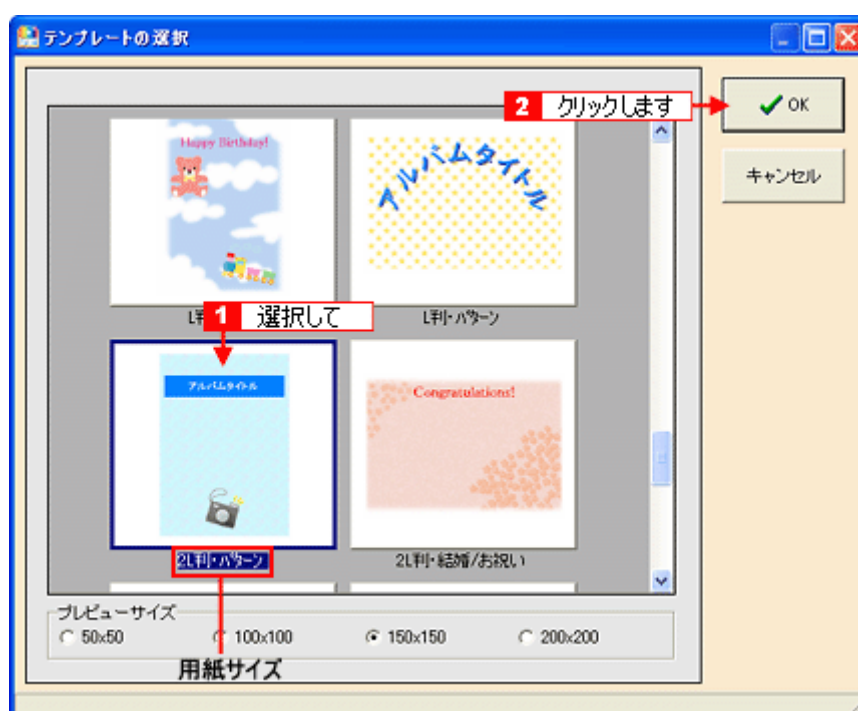 テンプレートの選択
2 クリックします
OK
キャンセル
Happy Birthday!
アルバムタイトル
L判・パターン
1 選択して
アルバムタイトル
Congratulations!
2L判・パターン
2L判・結婚/お祝い
プレビューサイズ
50x50
100x100
150x150
200x200
用紙サイズ